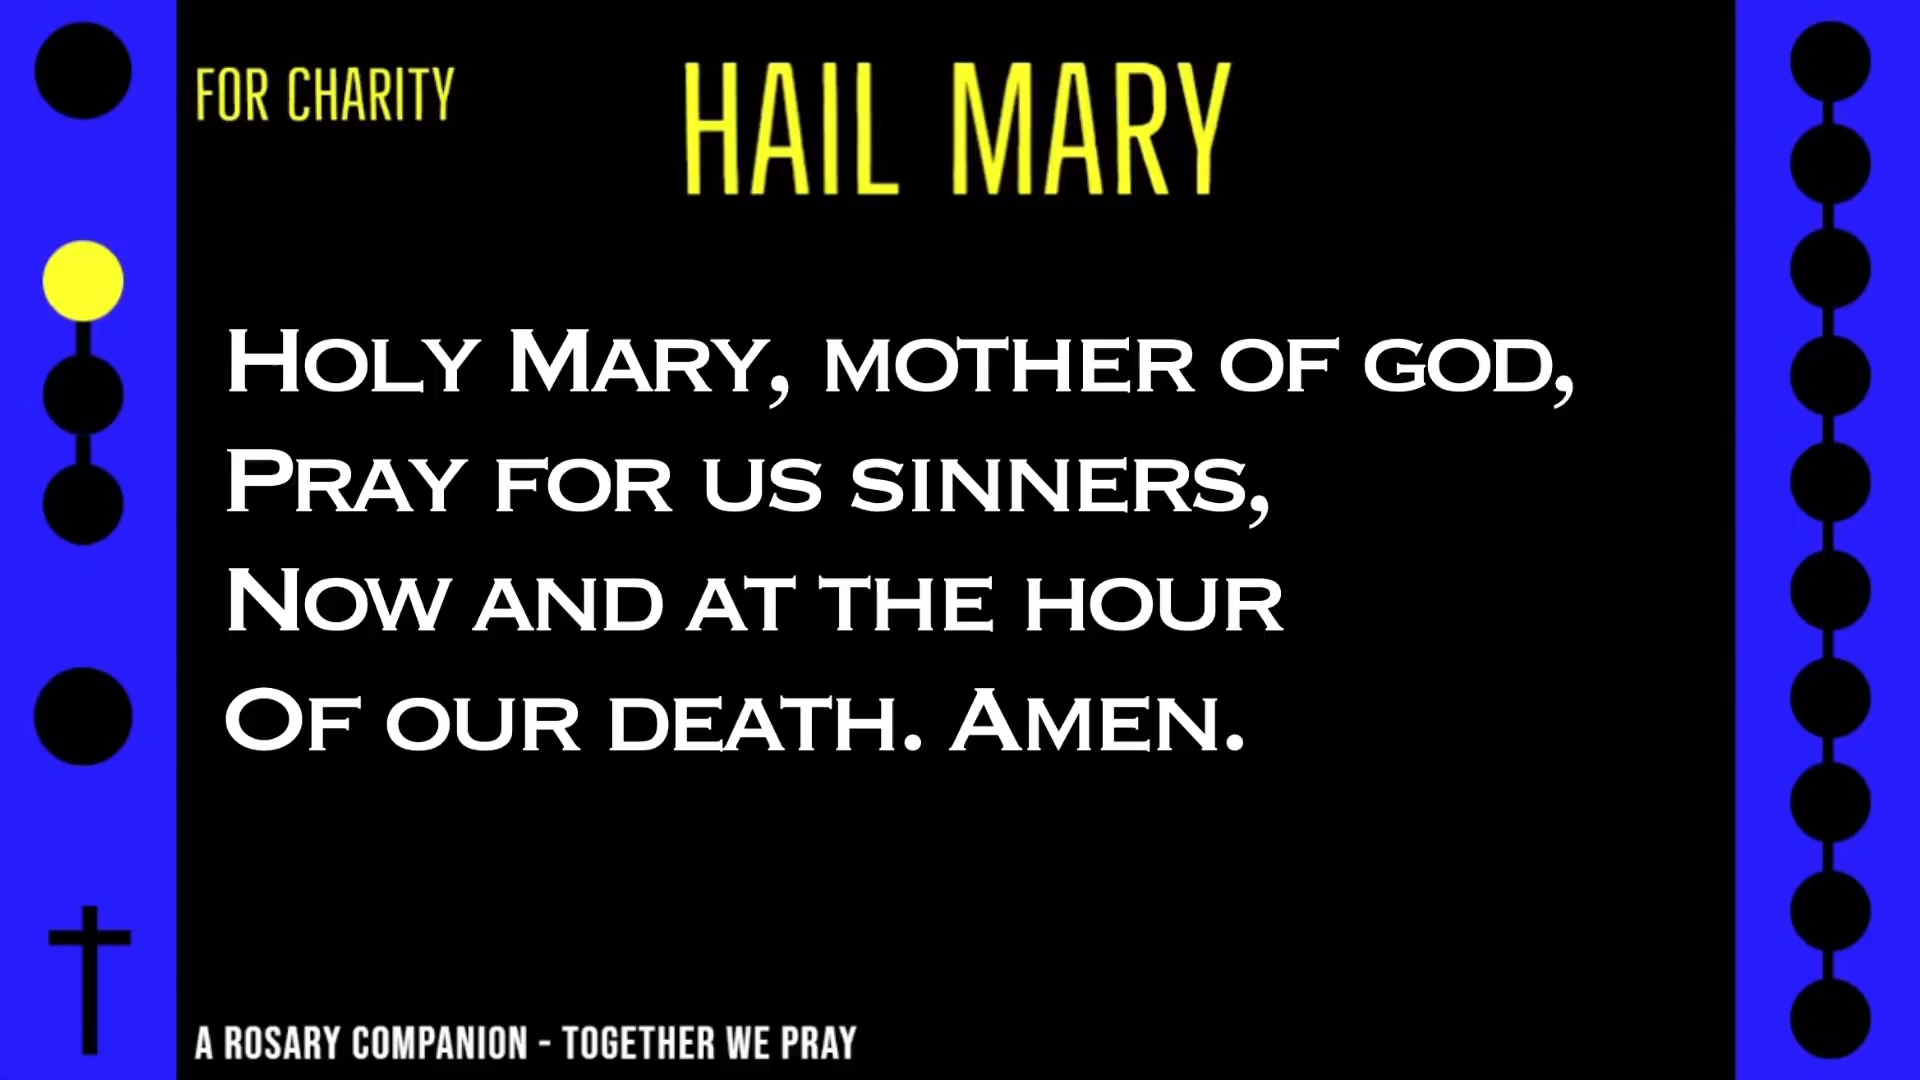 FOR CHARITY
HAIL MARY
Holy Mary, mother of god,
Pray for us sinners,
Now and at the hour
Of our death. Amen.
A ROSARY COMPANION - TOGETHER WE PRAY